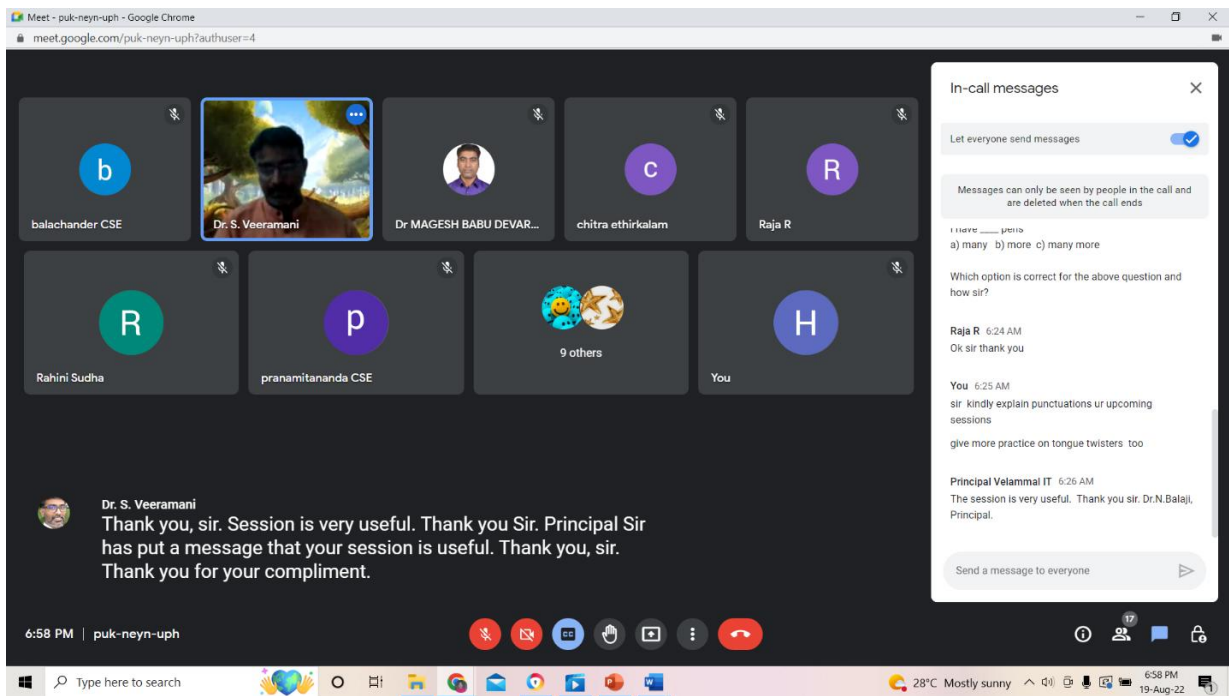 Meet - puk-neyn-uph - Google Chrome
meet.google.com/puk-neyn-uph?authuser=4
b
balachander CSE
Dr. S. Veeramani
Dr MAGESH BABU DEVAR...
c
chitra ethirkalam
R
Raja R
R
Rahini Sudha
p
pranamitananda CSE
9 others
H
You
Dr. S. Veeramani
Thank you, sir. Session is very useful. Thank you Sir. Principal Sir
has put a message that your session is useful. Thank you, sir.
Thank you for your compliment.
In-call messages
Let everyone send messages
Messages can only be seen by people in the call and
are deleted when the call ends
I have ___ pens
a) many b) more c) many more
Which option is correct for the above question and
how sir?
Raja R 6:24 AM
Ok sir thank you
You 6:25 AM
sir kindly explain punctuations ur upcoming
sessions
give more practice on tongue twisters too
Principal Velammal IT 6:26 AM
The session is very useful. Thank you sir. Dr.N.Balaji,
Principal.
Send a message to everyone
6:58 PM | puk-neyn-uph
CC
17
Type here to search
28°C Mostly sunny
6:58 PM
19-Aug-22